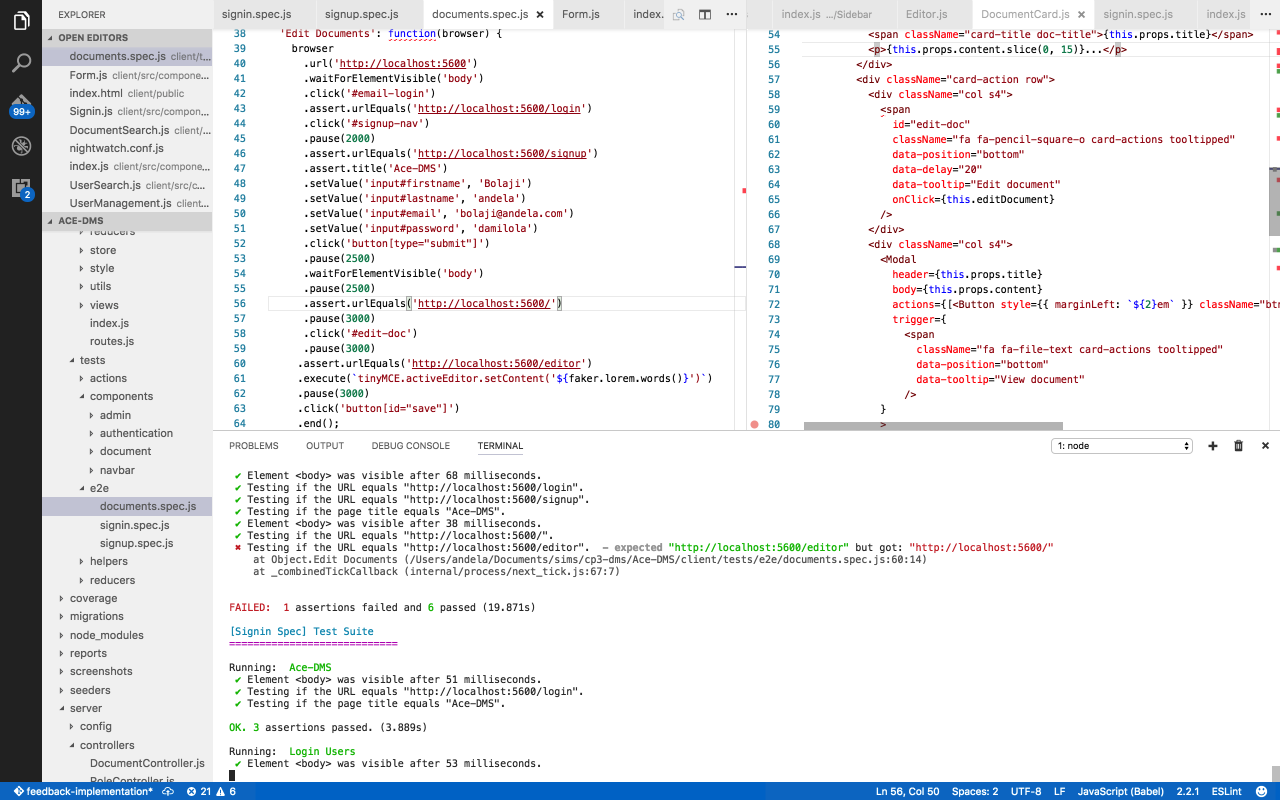 EXPLORER
OPEN EDITORS
documents.spec.js client/t...
Form.js client/src/compone...
index.html client/public
Signin.js client/src/compone...
DocumentSearch.js client/...
nightwatch.conf.js
index.js client/src/compone...
UserSearch.js client/src/c...
UserManagement.js client/...
ACE-DMS
reducers
store
style
utils
views
index.js
routes.js
tests
actions
components
admin
authentication
document
navbar
e2e
documents.spec.js
signin.spec.js
signup.spec.js
helpers
reducers
coverage
migrations
node_modules
reports
screenshots
seeders
server
config
controllers
DocumentController.js
RoleController.js
99+
2
signin.spec.js signup.spec.js documents.spec.js Form.js index.
38 'Edit Documents': function(browser) {
39 browser
40 .url('http://localhost:5600')
41 .waitForElementVisible('body')
42 .click('#email-login')
43 .assert.urlEquals('http://localhost:5600/login')
44 .click('#signup-nav')
45 .pause(2000)
46 .assert.urlEquals('http://localhost:5600/signup')
47 .assert.title('Ace-DMS')
48 .setValue('input#firstname', 'Bolaji')
49 .setValue('input#lastname', 'andela')
50 .setValue('input#email', 'bolaji@andela.com')
51 .setValue('input#password', 'damilola')
52 .click('button[type="submit"]')
53 .pause(2500)
54 .waitForElementVisible('body')
55 .pause(2500)
56 .assert.urlEquals('http://localhost:5600/')
57 .pause(3000)
58 .click('#edit-doc')
59 .pause(3000)
60 .assert.urlEquals('http://localhost:5600/editor')
61 .execute(`tinyMCE.activeEditor.setContent('${faker.lorem.words()}')`)
62 .pause(3000)
63 .click('button[id="save"]')
64 .end();
index.js .../Sidebar Editor.js DocumentCard.js signin.spec.js index.js
54 <span className="card-title doc-title">{this.props.title}</span>
55 <p>{this.props.content.slice(0, 15)}...</p>
56 </div>
57 <div className="card-action row">
58 <div className="col s4">
59 <span
60 id="edit-doc"
61 className="fa fa-pencil-square-o card-actions tooltipped"
62 data-position="bottom"
63 data-delay="20"
64 data-tooltip="Edit document"
65 onClick={this.editDocument}
66 />
67 </div>
68 <div className="col s4">
69 <Modal
70 header={this.props.title}
71 body={this.props.content}
72 actions={[<Button style={{ marginLeft: `${2}em` }} className="btn
73 trigger={
74 <span
75 className="fa fa-file-text card-actions tooltipped"
76 data-position="bottom"
77 data-tooltip="View document"
78 />
79 }
80 >
PROBLEMS OUTPUT DEBUG CONSOLE TERMINAL 1: node
✔ Element <body> was visible after 68 milliseconds.
✔ Testing if the URL equals "http://localhost:5600/login".
✔ Testing if the URL equals "http://localhost:5600/signup".
✔ Testing if the page title equals "Ace-DMS".
✔ Element <body> was visible after 38 milliseconds.
✔ Testing if the URL equals "http://localhost:5600/".
✖ Testing if the URL equals "http://localhost:5600/editor". - expected "http://localhost:5600/editor" but got: "http://localhost:5600/"
at Object.Edit Documents (/Users/andela/Documents/sims/cp3-dms/Ace-DMS/client/tests/e2e/documents.spec.js:60:14)
at _combinedTickCallback (internal/process/next_tick.js:67:7)
FAILED: 1 assertions failed and 6 passed (19.871s)
[Signin Spec] Test Suite
============================
Running: Ace-DMS
✔ Element <body> was visible after 51 milliseconds.
✔ Testing if the URL equals "http://localhost:5600/login".
✔ Testing if the page title equals "Ace-DMS".
OK. 3 assertions passed. (3.889s)
Running: Login Users
✔ Element <body> was visible after 53 milliseconds.
feedback-implementation* 21 6 Ln 56, Col 50 Spaces: 2 UTF-8 LF JavaScript (Babel) 2.2.1 ESLint